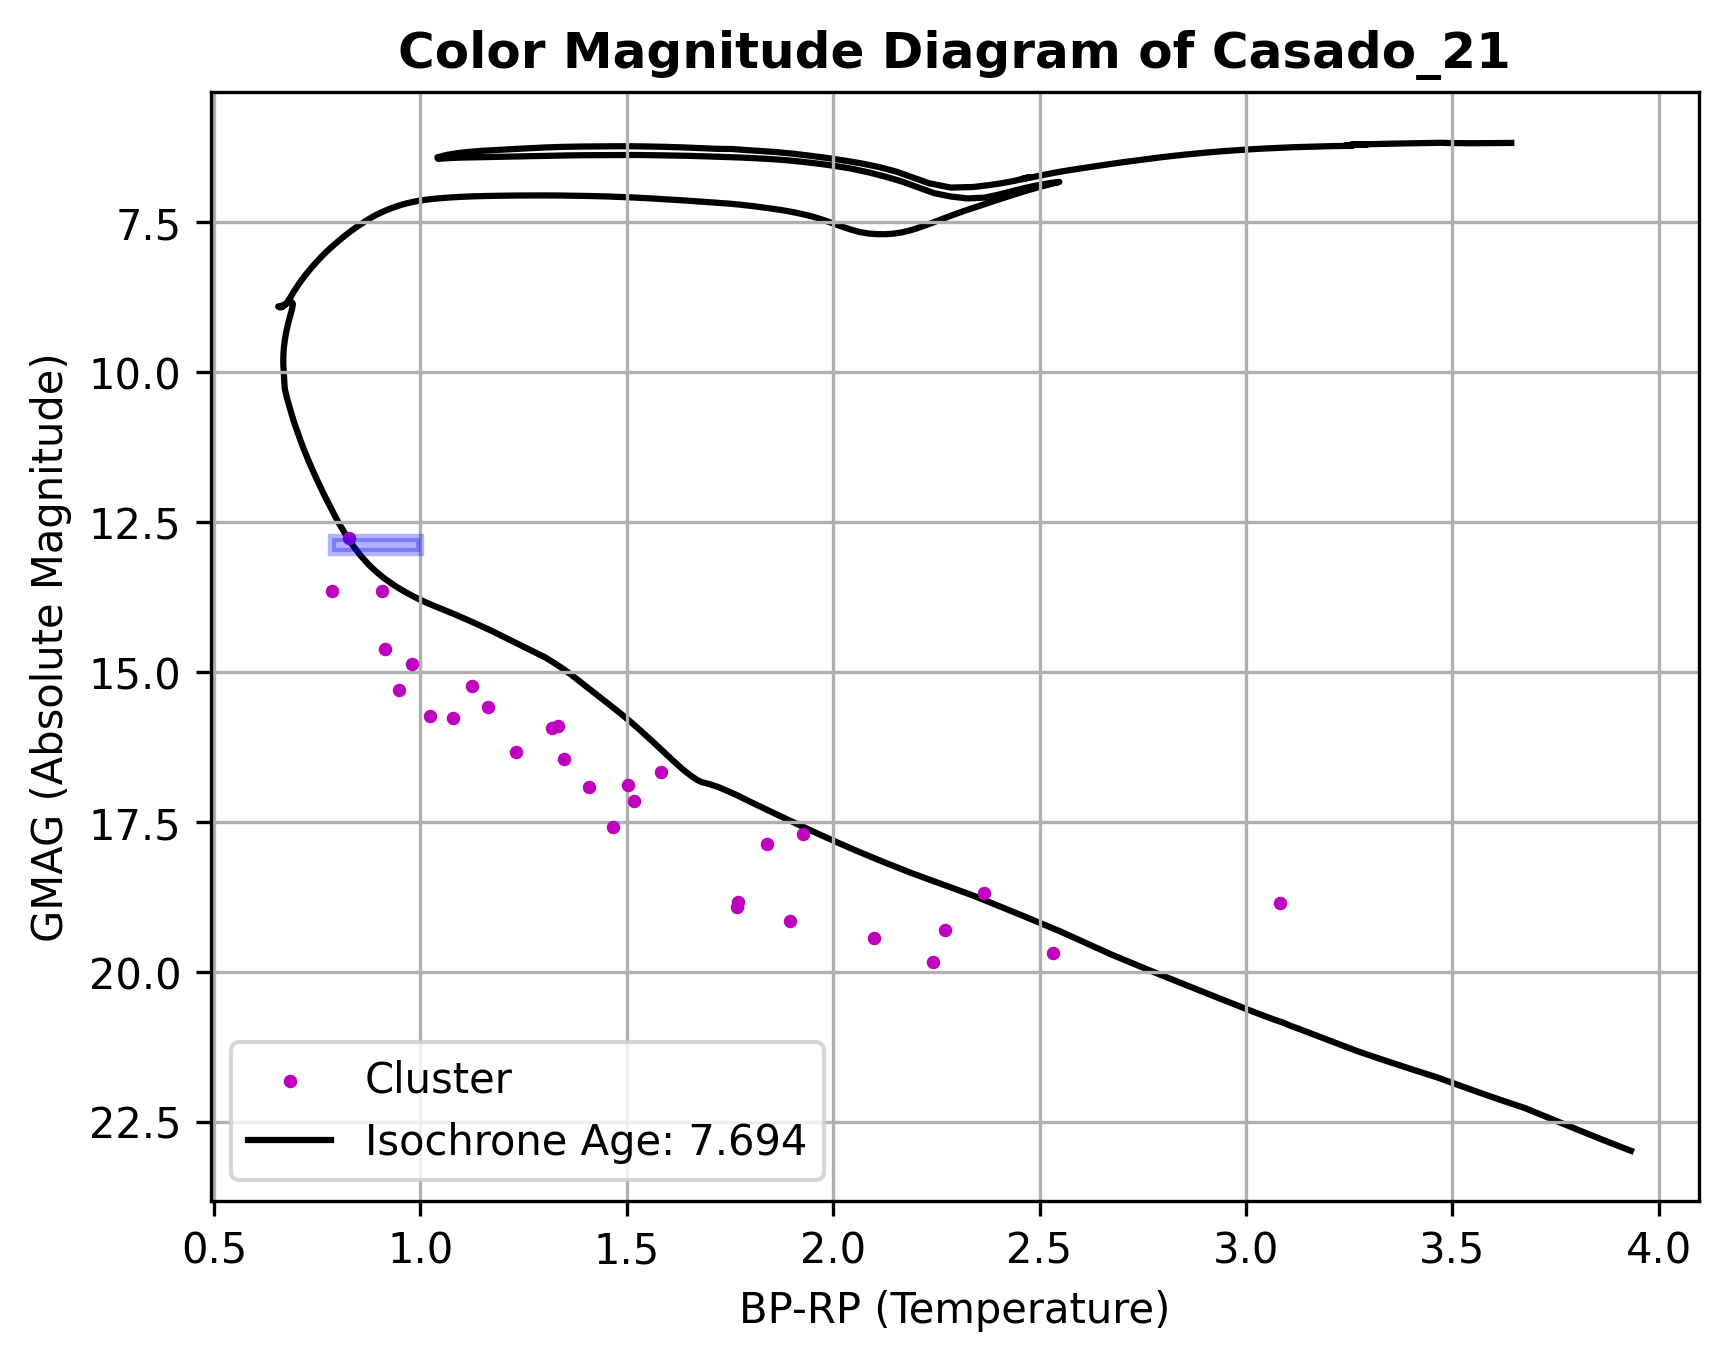 Color Magnitude Diagram of Casado_21
GMAG (Absolute Magnitude)
7.5
10.0
12.5
15.0
17.5
20.0
22.5
Cluster
Isochrone Age: 7.694
0.5 1.0 1.5 2.0 2.5 3.0 3.5 4.0
BP-RP (Temperature)